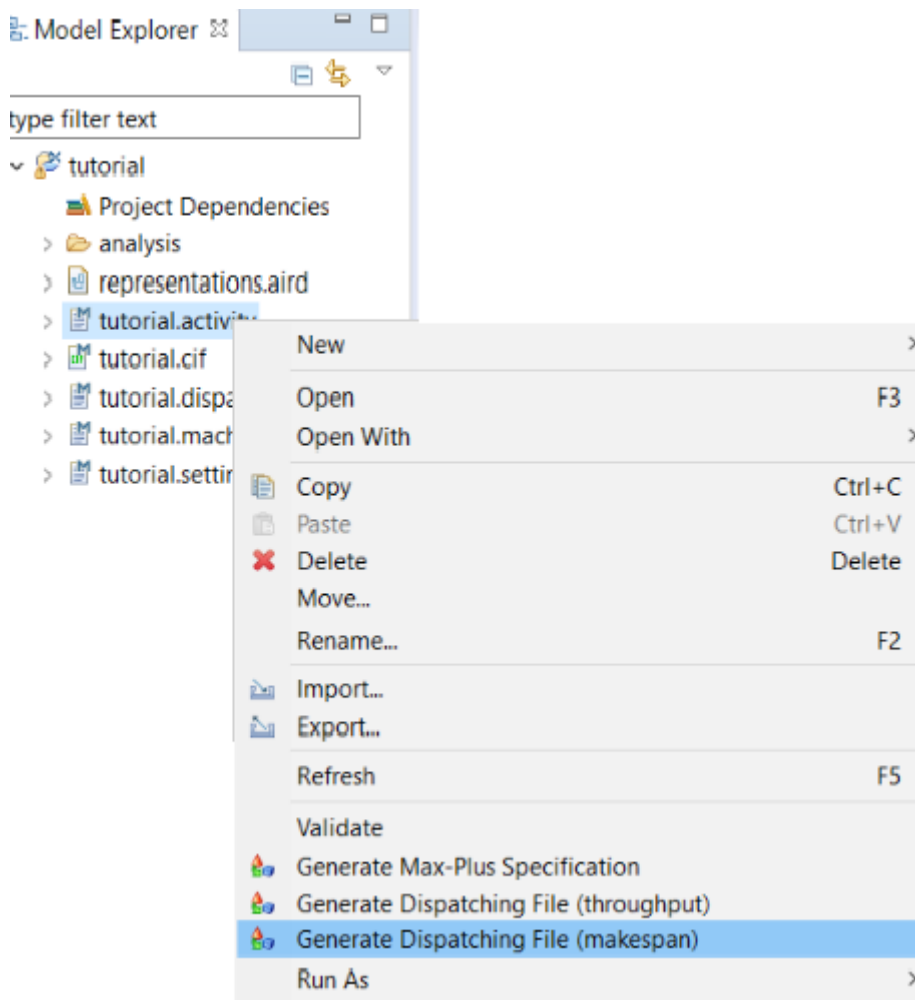 Model Explorer
type filter text
tutorial
Project Dependencies
analysis
representations.aird
tutorial.activity
tutorial.cif
tutorial.dispa
tutorial.mach
tutorial.settin
New
Open F3
Open With
Copy Ctrl+C
Paste Ctrl+V
Delete Delete
Move...
Rename... F2
Import...
Export...
Refresh F5
Validate
Generate Max-Plus Specification
Generate Dispatching File (throughput)
Generate Dispatching File (makespan)
Run As